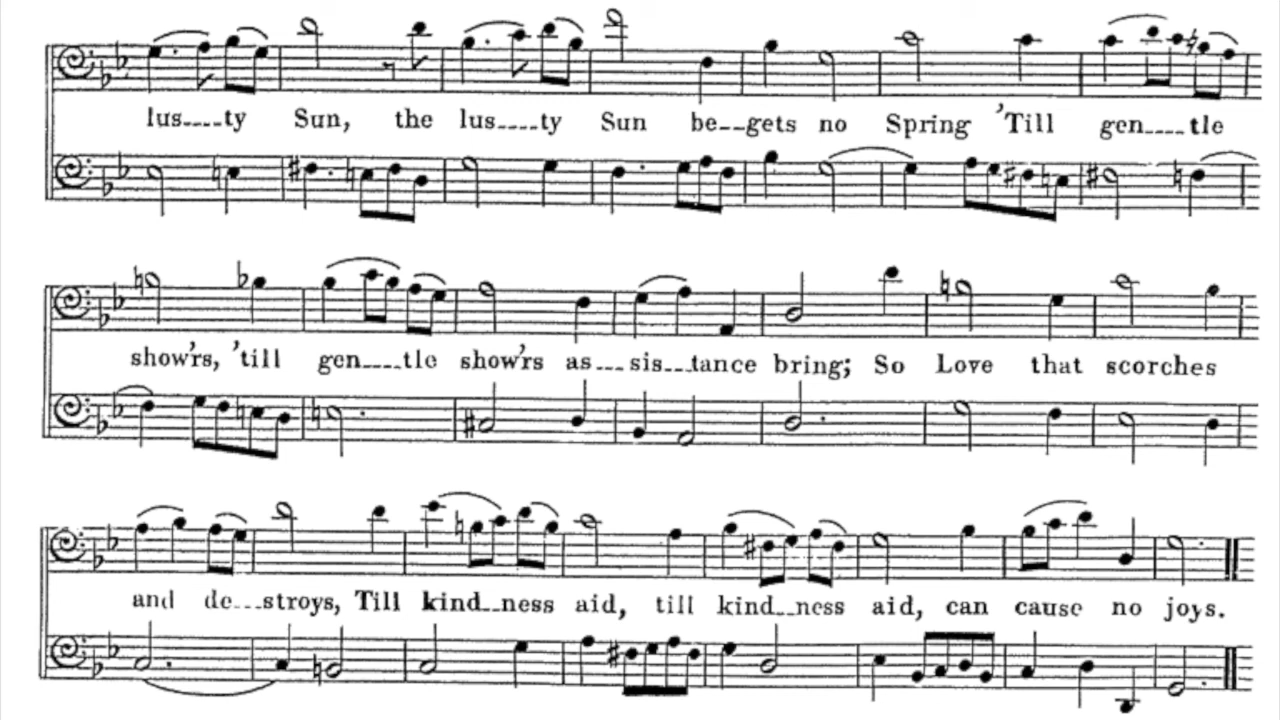 lus----ty Sun, the lus----ty Sun be--gets no Spring 'Till gen----tle
show'rs, 'till gen----tle show'rs as---sis---tance bring; So Love that scorches
and de---stroys, Till kind--ness aid, till kind--ness aid, can cause no joys.